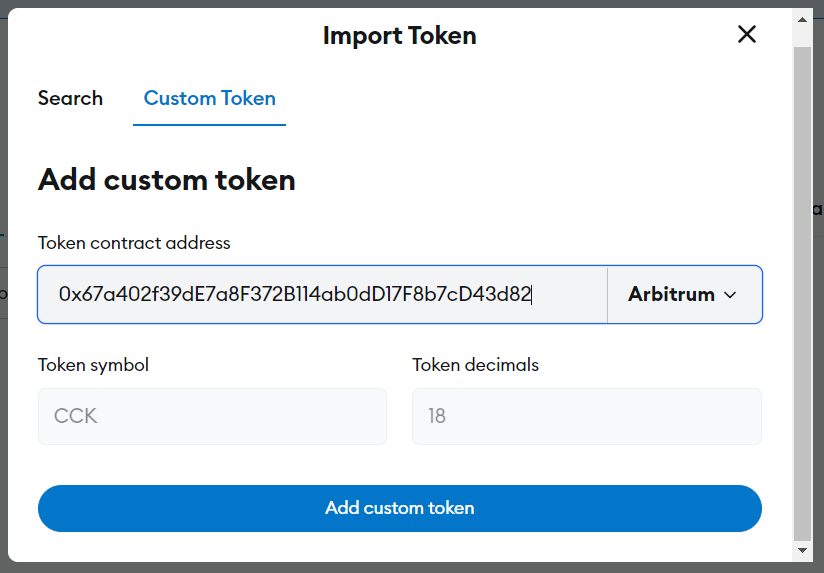 Import Token
Search
Custom Token
Add custom token
Token contract address
0x67a402f39dE7a8F372B114ab0dD17F8b7cD43d82
Arbitrum
Token symbol
Token decimals
CCK
18
Add custom token